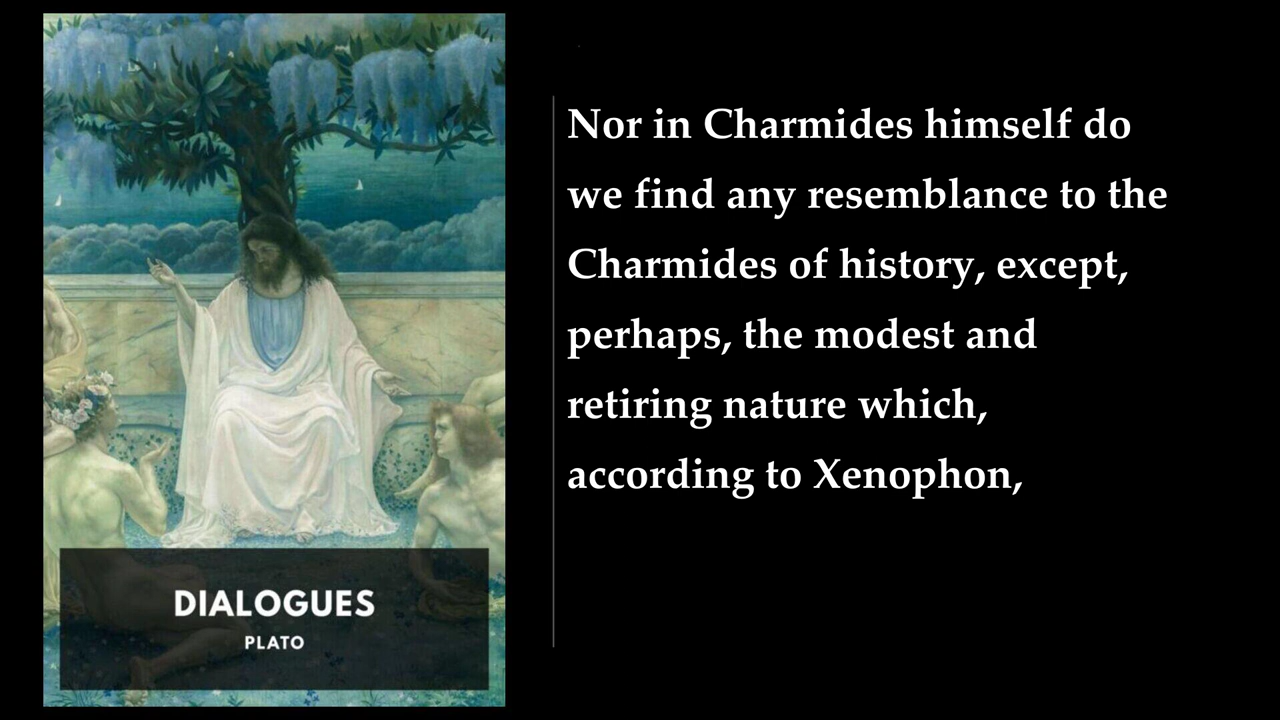 Nor in Charmides himself do
we find any resemblance to the
Charmides of history, except,
perhaps, the modest and
retiring nature which,
according to Xenophon,
DIALOGUES
PLATO